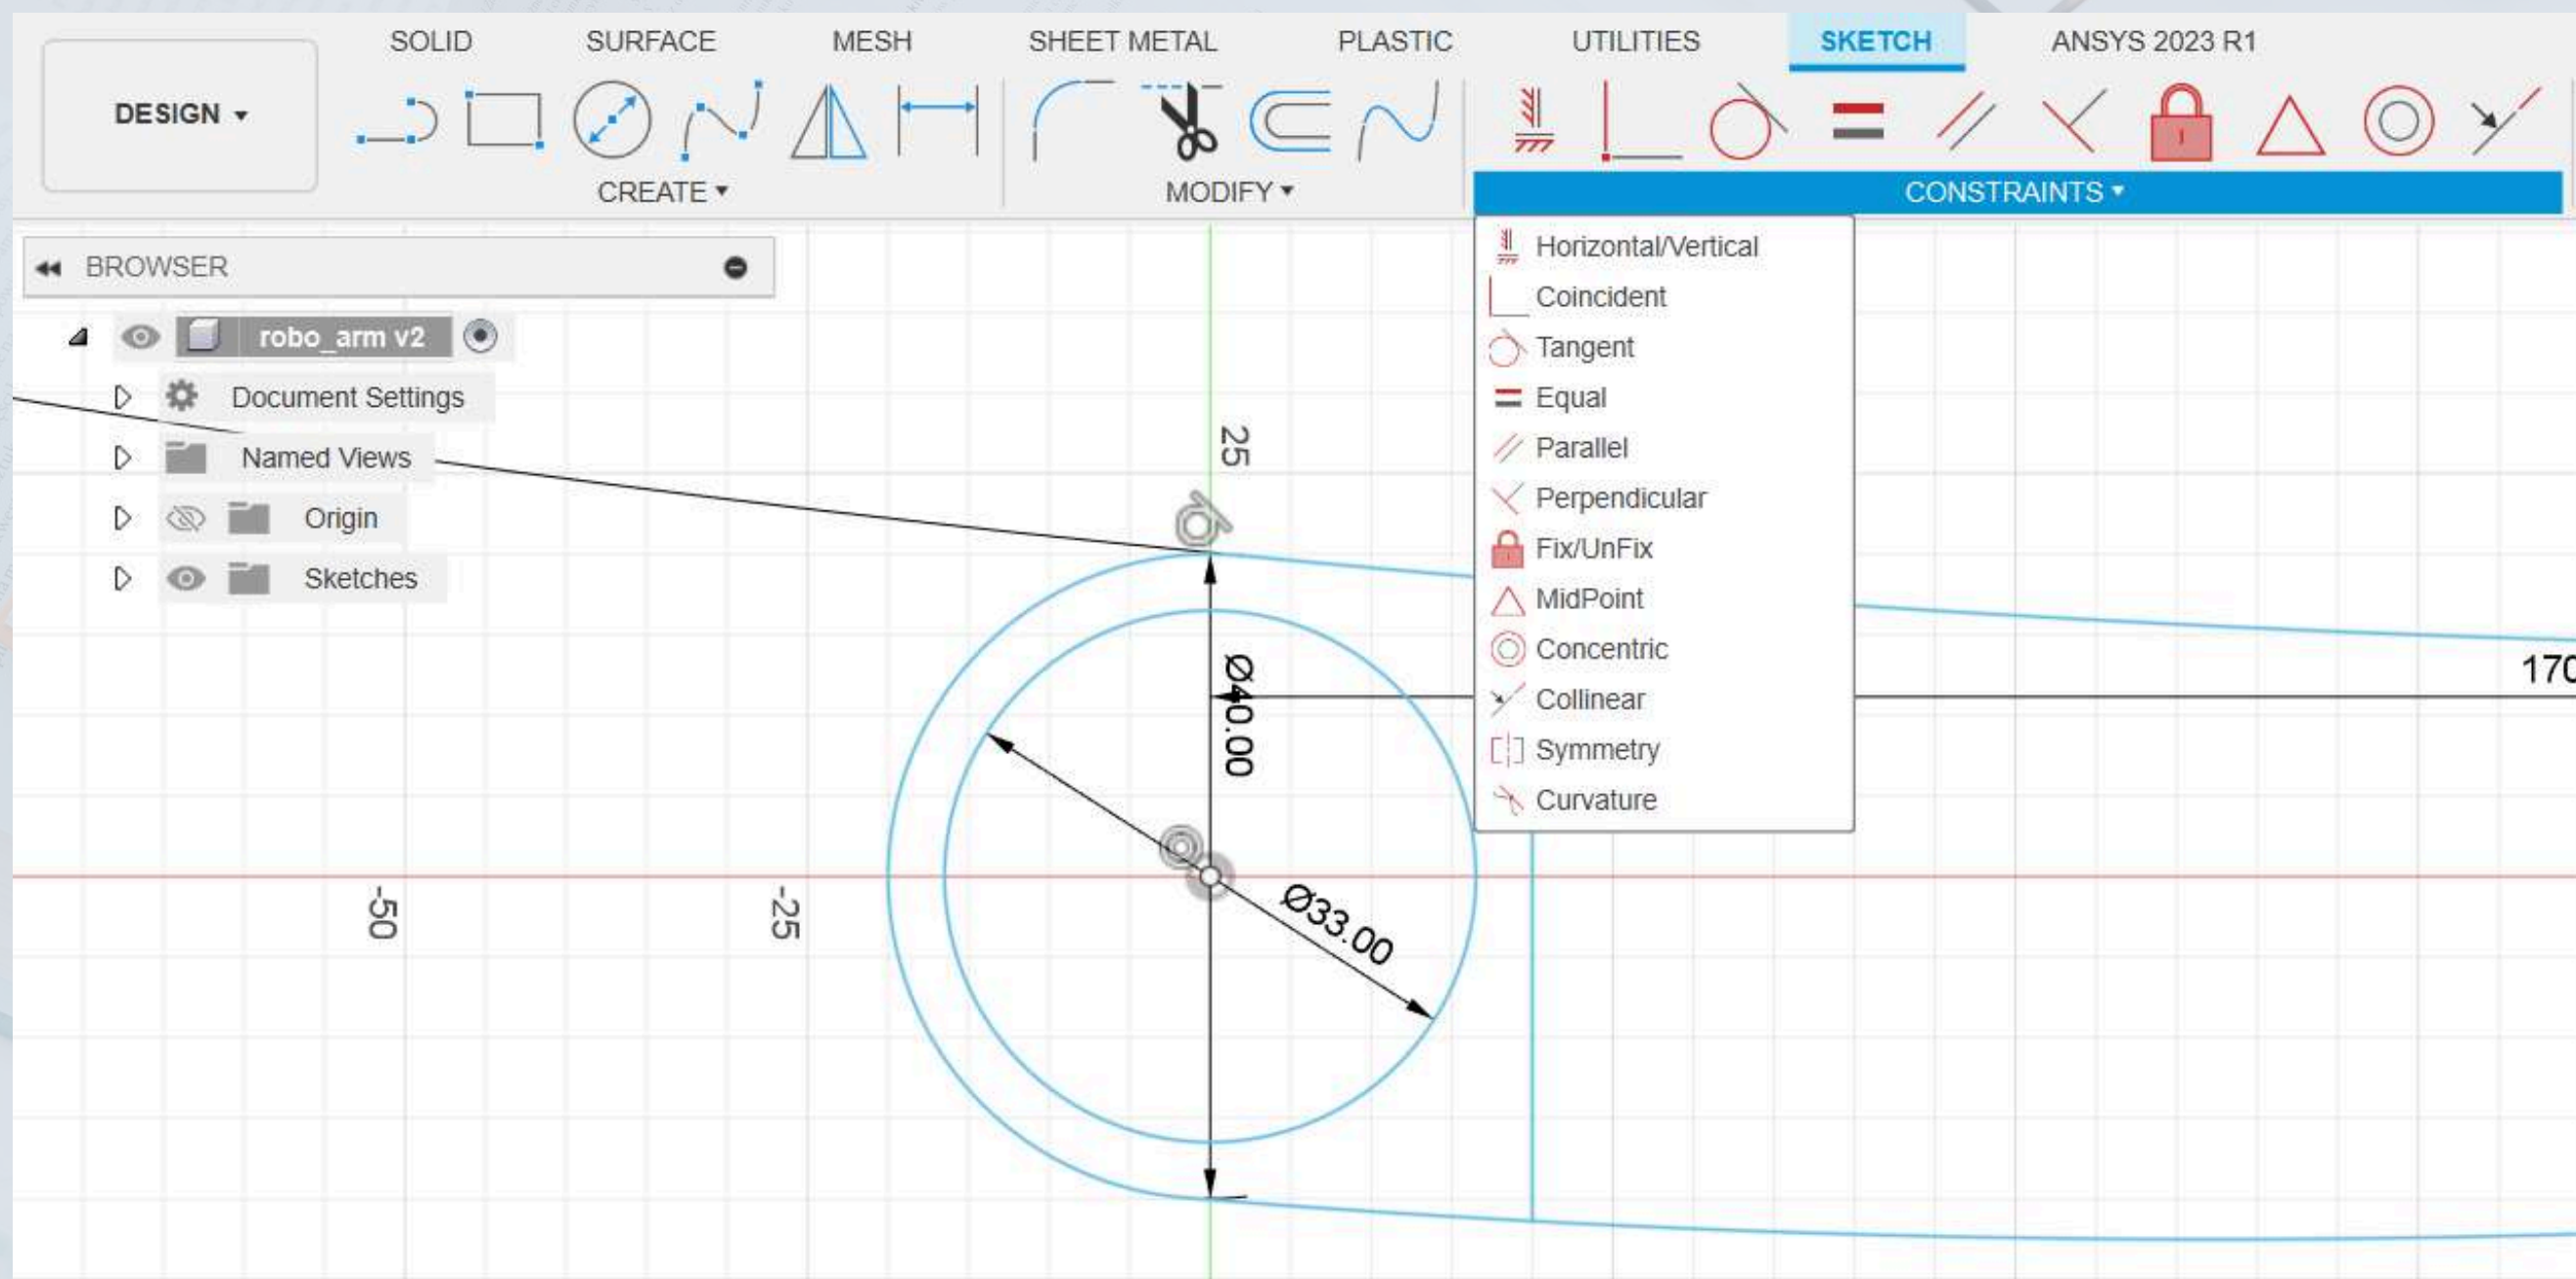 SOLID SURFACE MESH SHEET METAL PLASTIC UTILITIES SKETCH ANSYS 2023 R1
DESIGN
CREATE MODIFY CONSTRAINTS
BROWSER
robo_arm v2
Document Settings
Named Views
Origin
Sketches
Horizontal/Vertical
Coincident
Tangent
Equal
Parallel
Perpendicular
Fix/UnFix
MidPoint
Concentric
Collinear
Symmetry
Curvature
25
Ø40.00
170
Ø33.00
-50
-25